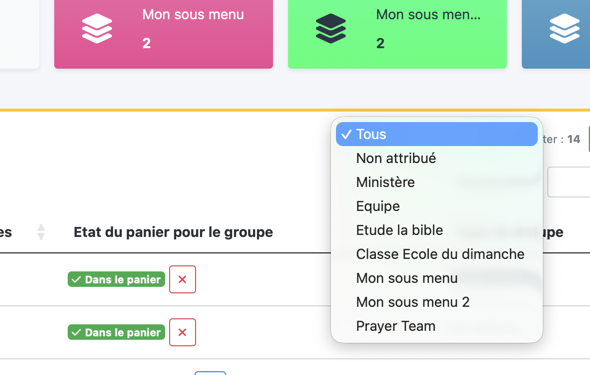 Mon sous menu
2
Mon sous men...
2
Tous
ter : 14
Non attribué
Ministère
Equipe
Etude la bible
Classe Ecole du dimanche
Mon sous menu
Mon sous menu 2
Prayer Team
es
Etat du panier pour le groupe
pe
Dans le panier
Dans le panier